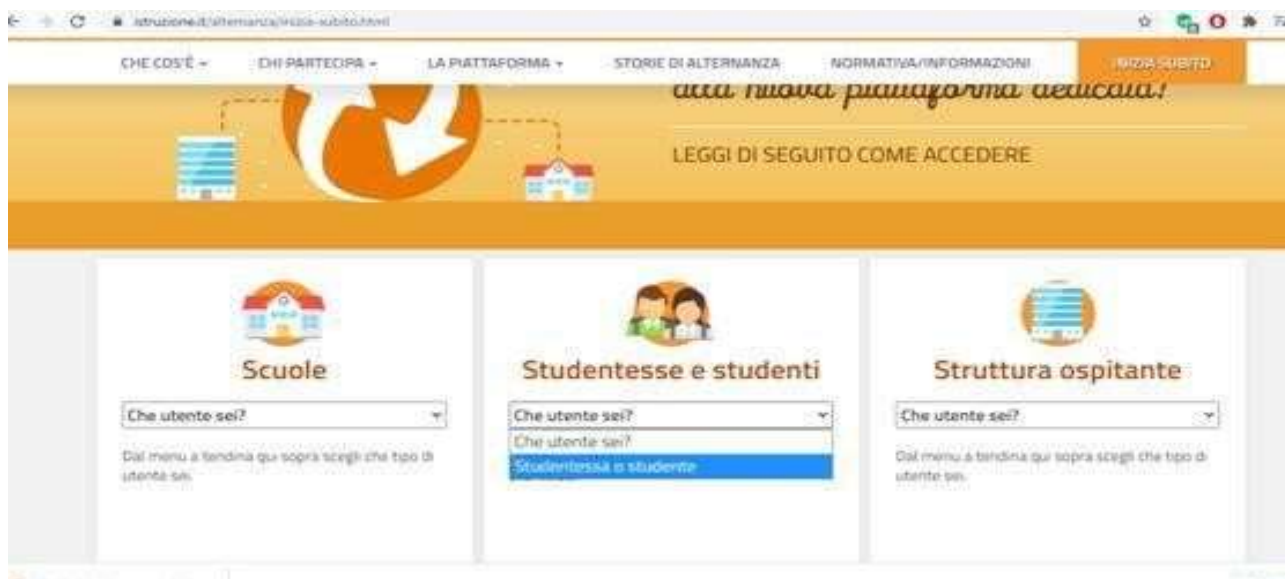 istruzione.it/alternanza/inizia-subito.html
CHE COS'È CHI PARTECIPA LA PIATTAFORMA STORIE DI ALTERNANZA NORMATIVA/INFORMAZIONI INIZIA SUBITO
alla nuova piattaforma dedicata!
LEGGI DI SEGUITO COME ACCEDERE
Scuole
Che utente sei?
Dal menu a tendina qui sopra scegli che tipo di
utente sei.
Studentesse e studenti
Che utente sei?
Che utente sei?
Studentessa o studente
Struttura ospitante
Che utente sei?
Dal menu a tendina qui sopra scegli che tipo di
utente sei.